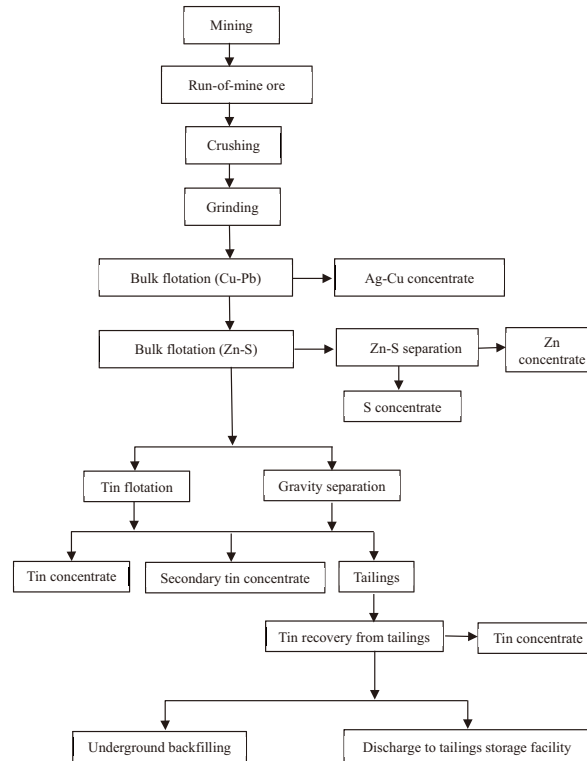 Mining
Run-of-mine ore
Crushing
Grinding
Bulk flotation (Cu-Pb)
Ag-Cu concentrate
Bulk flotation (Zn-S)
Zn-S separation
Zn
concentrate
S concentrate
Tin flotation
Gravity separation
Tin concentrate
Secondary tin concentrate
Tailings
Tin recovery from tailings
Tin concentrate
Underground backfilling
Discharge to tailings storage facility